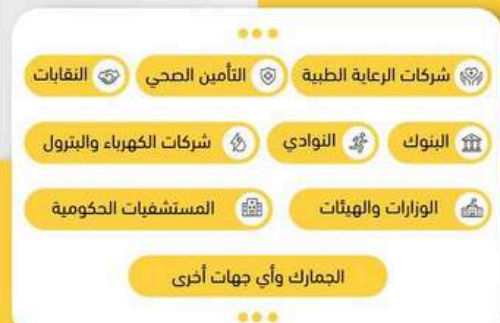 شركات الرعاية الطبية التأمين الصحي النقابات
البنوك النوادي شركات الكهرباء والبترول
الوزارات والهيئات المستشفيات الحكومية
الجمارك وأي جهات أخرى